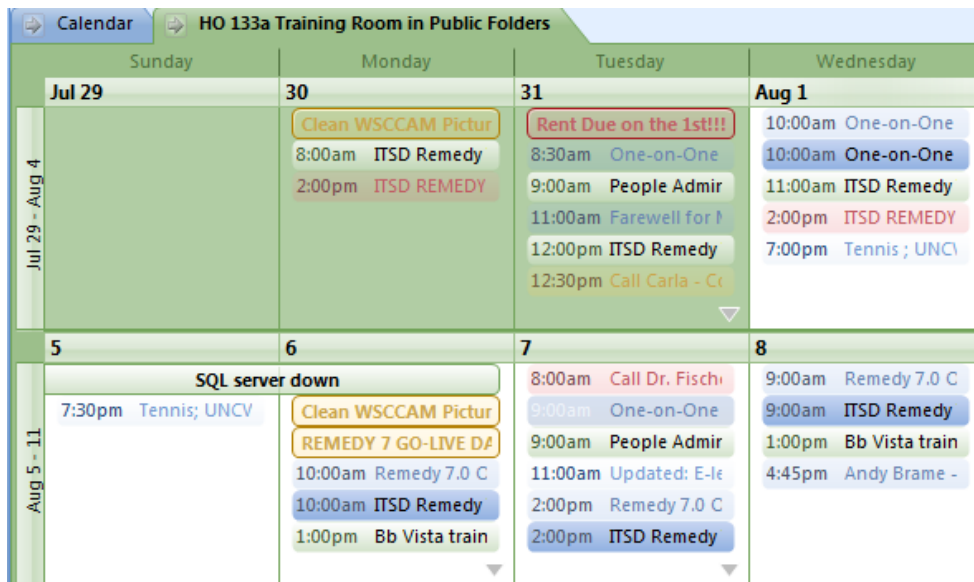 Calendar
HO 133a Training Room in Public Folders
Sunday
Monday
Tuesday
Wednesday
Jul 29 - Aug 4
Jul 29
30
Clean WSCCAM Pictur
8:00am ITSD Remedy
2:00pm ITSD REMEDY
31
Rent Due on the 1st!!!
8:30am One-on-One
9:00am People Admir
11:00am Farewell for M
12:00pm ITSD Remedy
12:30pm Call Carla - Co
Aug 1
10:00am One-on-One
10:00am One-on-One
11:00am ITSD Remedy
2:00pm ITSD REMEDY
7:00pm Tennis ; UNCW
Aug 5 - 11
5
SQL server down
7:30pm Tennis; UNCW
6
Clean WSCCAM Pictur
REMEDY 7 GO-LIVE DA
10:00am Remedy 7.0 C
10:00am ITSD Remedy
1:00pm Bb Vista train
7
8:00am Call Dr. Fische
9:00am One-on-One
9:00am People Admir
11:00am Updated: E-le
2:00pm Remedy 7.0 C
2:00pm ITSD Remedy
8
9:00am Remedy 7.0 C
9:00am ITSD Remedy
1:00pm Bb Vista train
4:45pm Andy Brame -